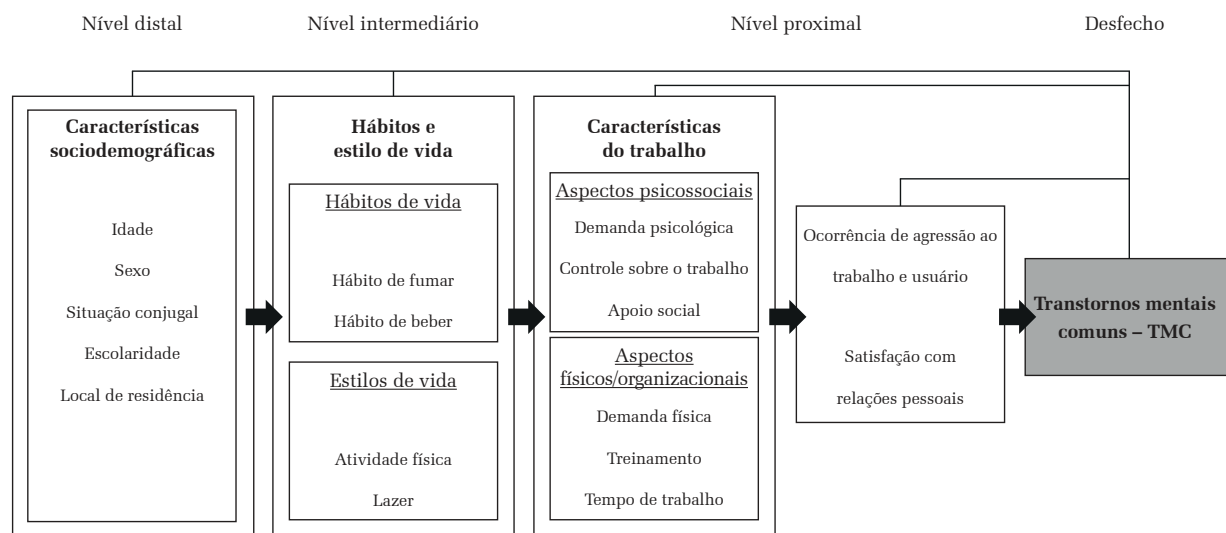 Nível distal
Nível intermediário
Nível proximal
Desfecho
Características
sociodemográficas
Idade
Sexo
Situação conjugal
Escolaridade
Local de residência
Hábitos e
estilo de vida
Hábitos de vida
Hábito de fumar
Hábito de beber
Estilos de vida
Atividade física
Lazer
Características
do trabalho
Aspectos psicossociais
Demanda psicológica
Controle sobre o trabalho
Apoio social
Aspectos
físicos/organizacionais
Demanda física
Treinamento
Tempo de trabalho
Ocorrência de agressão ao
trabalho e usuário
Satisfação com
relações pessoais
Transtornos mentais
comuns – TMC